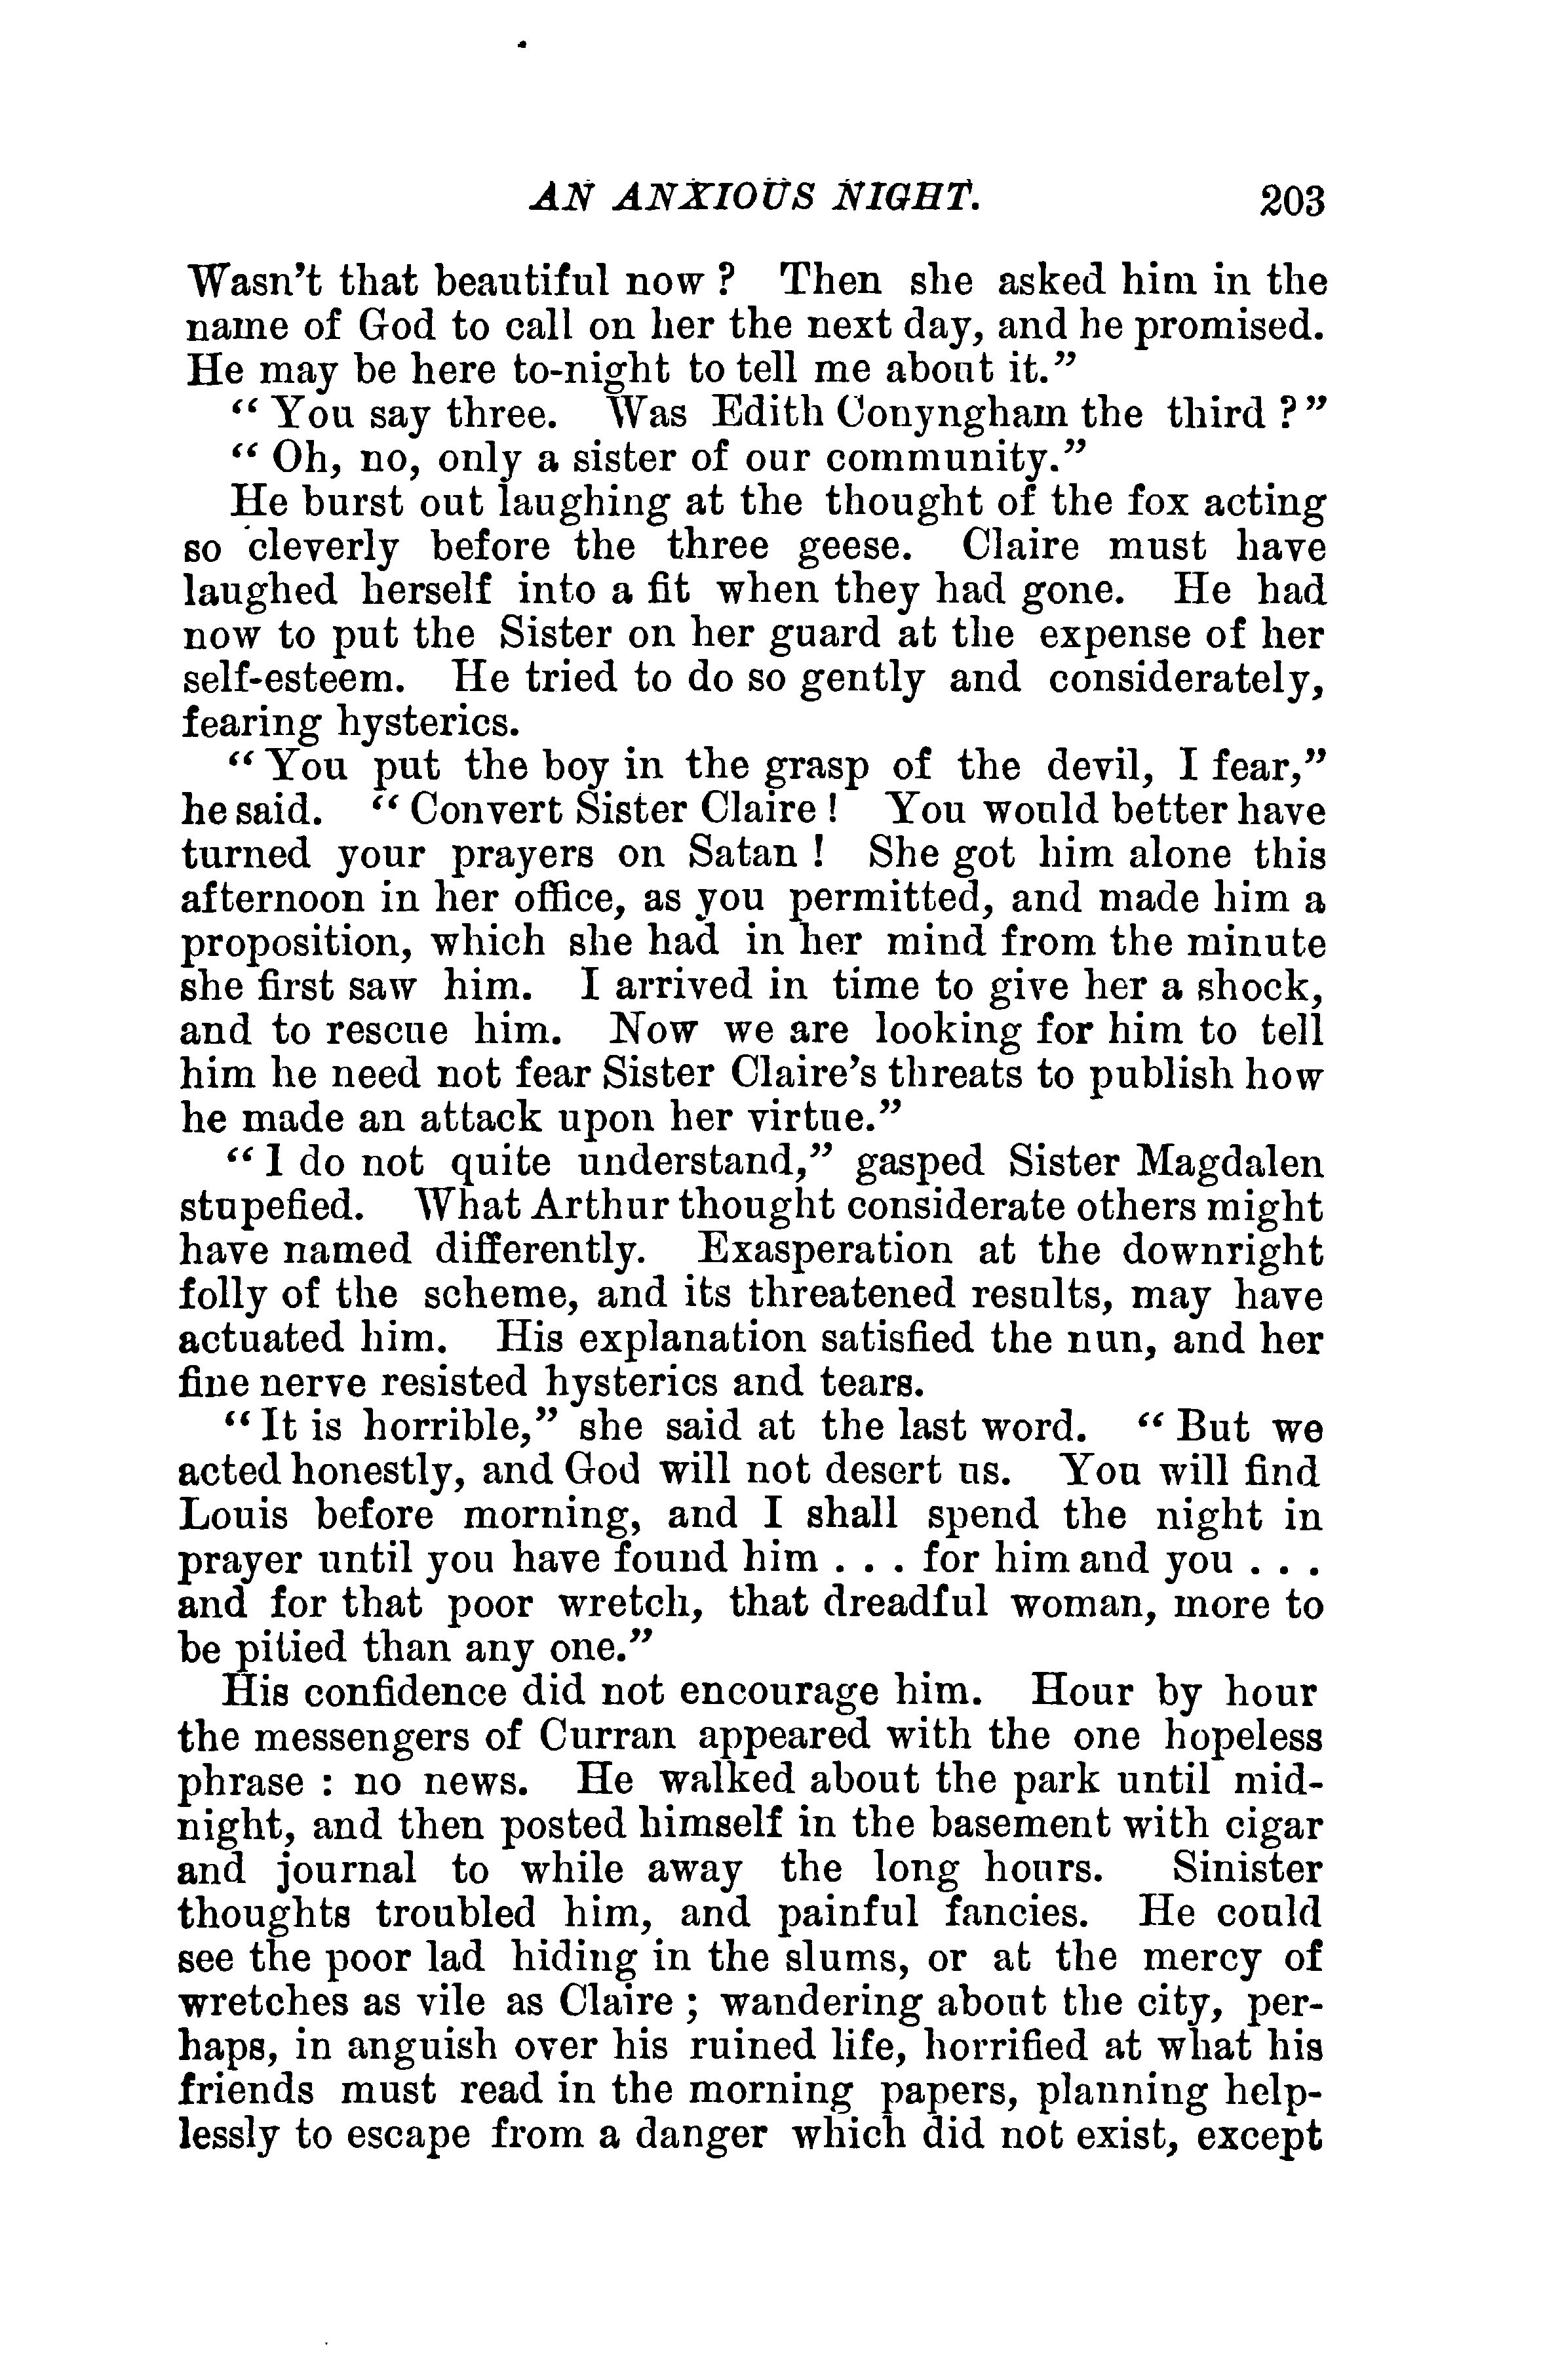 AN ANXIOUS NIGHT. 203
Wasn't that beautiful now ? Then she asked him in the
name of God to call on her the next day, and he promised.
He may be here to-night to tell me about it."
" You say three. Was Edith Conyngham the third ? "
" Oh, no, only a sister of our community."
He burst out laughing at the thought of the fox acting
so cleverly before the three geese. Claire must have
laughed herself into a fit when they had gone. He had
now to put the Sister on her guard at the expense of her
self-esteem. He tried to do so gently and considerately,
fearing hysterics.
" You put the boy in the grasp of the devil, I fear,"
he said. " Convert Sister Claire ! You would better have
turned your prayers on Satan ! She got him alone this
afternoon in her office, as you permitted, and made him a
proposition, which she had in her mind from the minute
she first saw him. I arrived in time to give her a shock,
and to rescue him. Now we are looking for him to tell
him he need not fear Sister Claire's threats to publish how
he made an attack upon her virtue."
" I do not quite understand," gasped Sister Magdalen
stupefied. What Arthur thought considerate others might
have named differently. Exasperation at the downright
folly of the scheme, and its threatened results, may have
actuated him. His explanation satisfied the nun, and her
fine nerve resisted hysterics and tears.
" It is horrible," she said at the last word. " But we
acted honestly, and God will not desert us. You will find
Louis before morning, and I shall spend the night in
prayer until you have found him . . . for him and you . . .
and for that poor wretch, that dreadful woman, more to
be pitied than any one."
His confidence did not encourage him. Hour by hour
the messengers of Curran appeared with the one hopeless
phrase : no news. He walked about the park until mid-
night, and then posted himself in the basement with cigar
and journal to while away the long hours. Sinister
thoughts troubled him, and painful fancies. He could
see the poor lad hiding in the slums, or at the mercy of
wretches as vile as Claire ; wandering about the city, per-
haps, in anguish over his ruined life, horrified at what his
friends must read in the morning papers, planning help-
lessly to escape from a danger which did not exist, except